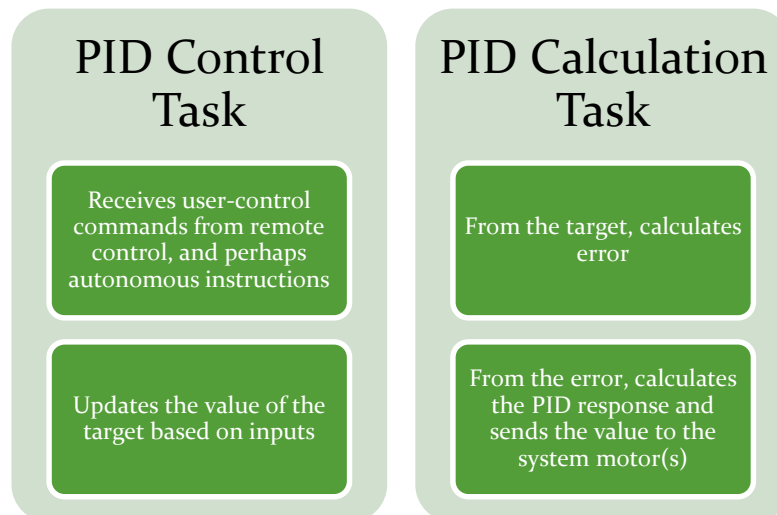 PID Control
Task
Receives user-control
commands from remote
control, and perhaps
autonomous instructions
Updates the value of the
target based on inputs
PID Calculation
Task
From the target, calculates
error
From the error, calculates
the PID response and
sends the value to the
system motor(s)